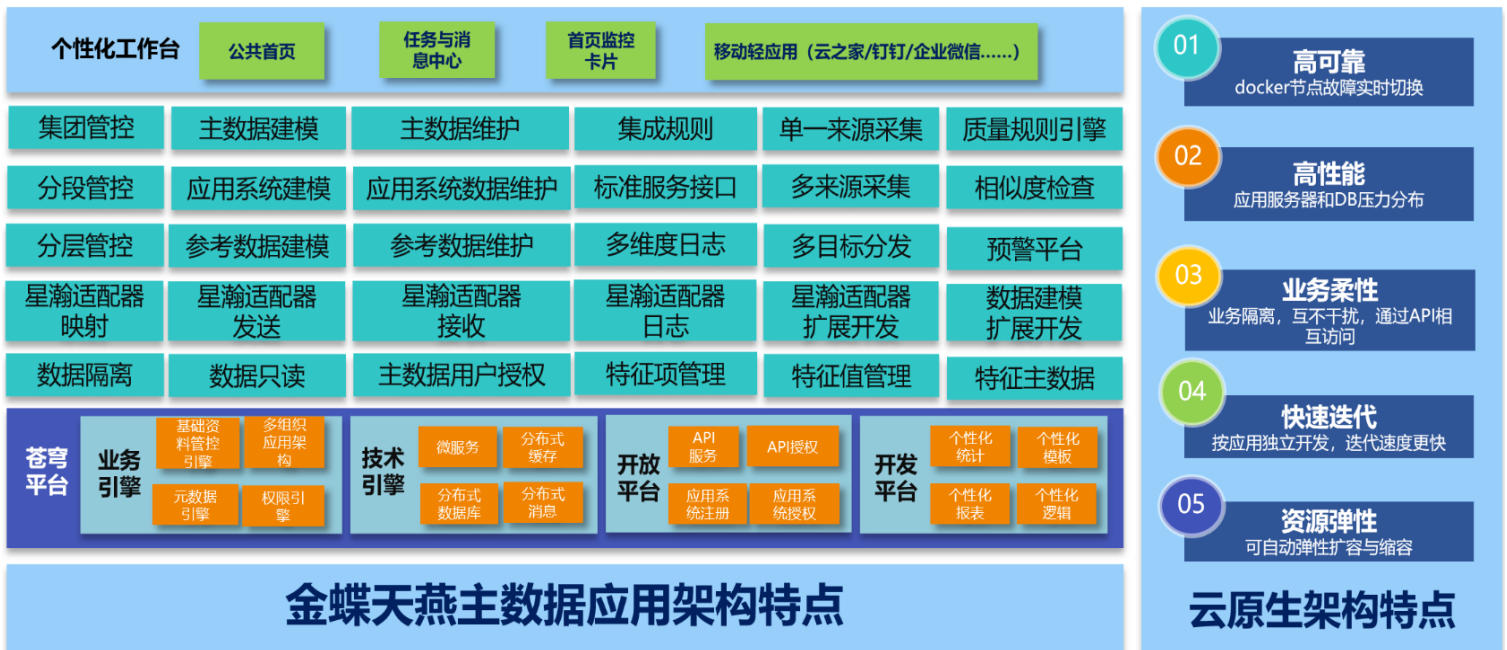 个性化工作台
公共首页
任务与消
息中心
首页监控
卡片
移动轻应用（云之家/钉钉/企业微信......）
集团管控
主数据建模
主数据维护
集成规则
单一来源采集
质量规则引擎
分段管控
应用系统建模
应用系统数据维护
标准服务接口
多来源采集
相似度检查
分层管控
参考数据建模
参考数据维护
多维度日志
多目标分发
预警平台
星瀚适配器
映射
星瀚适配器
发送
星瀚适配器
接收
星瀚适配器
日志
星瀚适配器
扩展开发
数据建模
扩展开发
数据隔离
数据只读
主数据用户授权
特征项管理
特征值管理
特征主数据
苍穹
平台
业务
引擎
基础资
料管控
引擎
多组织
应用架
构
元数据
引擎
权限引
擎
技术
引擎
微服务
分布式
缓存
分布式
数据库
分布式
消息
开放
平台
API
服务
API授权
应用系
统注册
应用系
统授权
开发
平台
个性化
统计
个性化
模板
个性化
报表
个性化
逻辑
金蝶天燕主数据应用架构特点
01
高可靠
docker节点故障实时切换
02
高性能
应用服务器和DB压力分布
03
业务柔性
业务隔离，互不干扰，通过API相
互访问
04
快速迭代
按应用独立开发，迭代速度更快
05
资源弹性
可自动弹性扩容与缩容
云原生架构特点